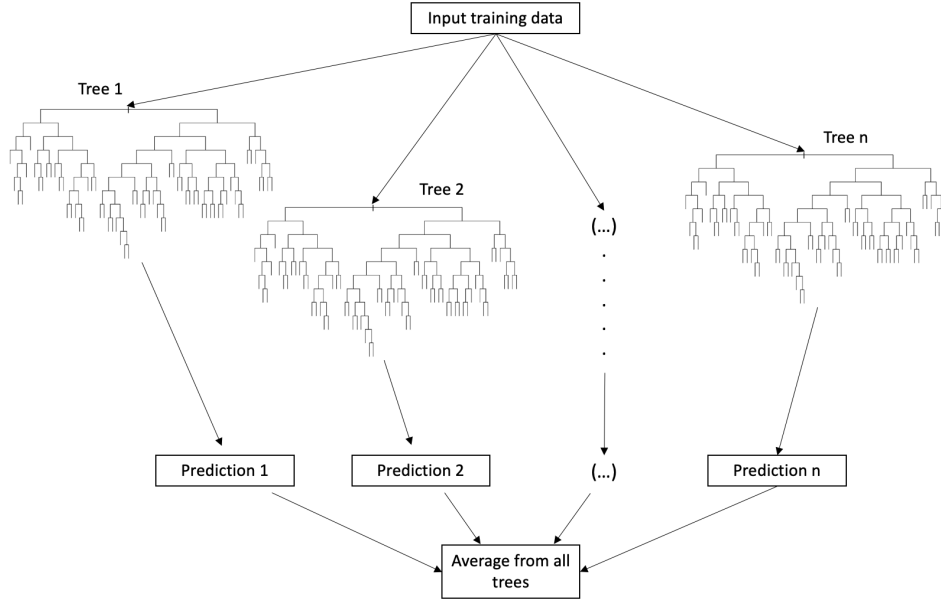 Input training data
Tree 1
Tree 2
Tree n
(...)
.
.
.
.
.
Prediction 1
Prediction 2
(...)
Prediction n
Average from all
trees